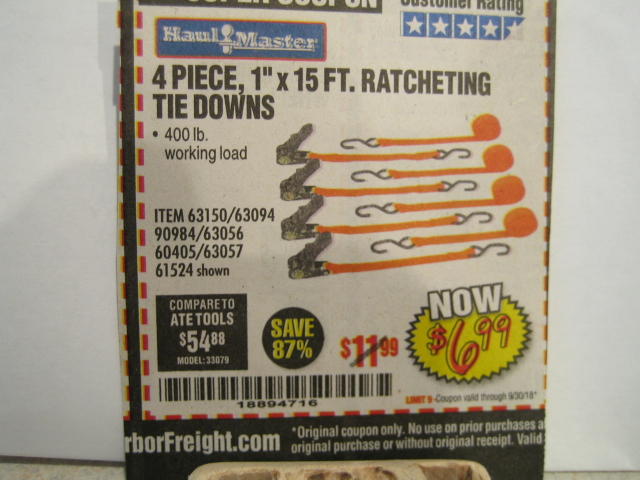 SUPER COUPON
Customer Rating
Haul Master
4 PIECE, 1" x 15 FT. RATCHETING
TIE DOWNS
• 400 lb.
working load
ITEM 63150/63094
90984/63056
60405/63057
61524 shown
COMPARE TO
ATE TOOLS
$54 88
MODEL: 33079
SAVE
87%
$11 99
NOW
$6 99
LIMIT 9 - Coupon valid through 9/30/18*
18894716
rborFreight.com
*Original coupon only. No use on prior purchases a
original purchase or without original receipt. Valid